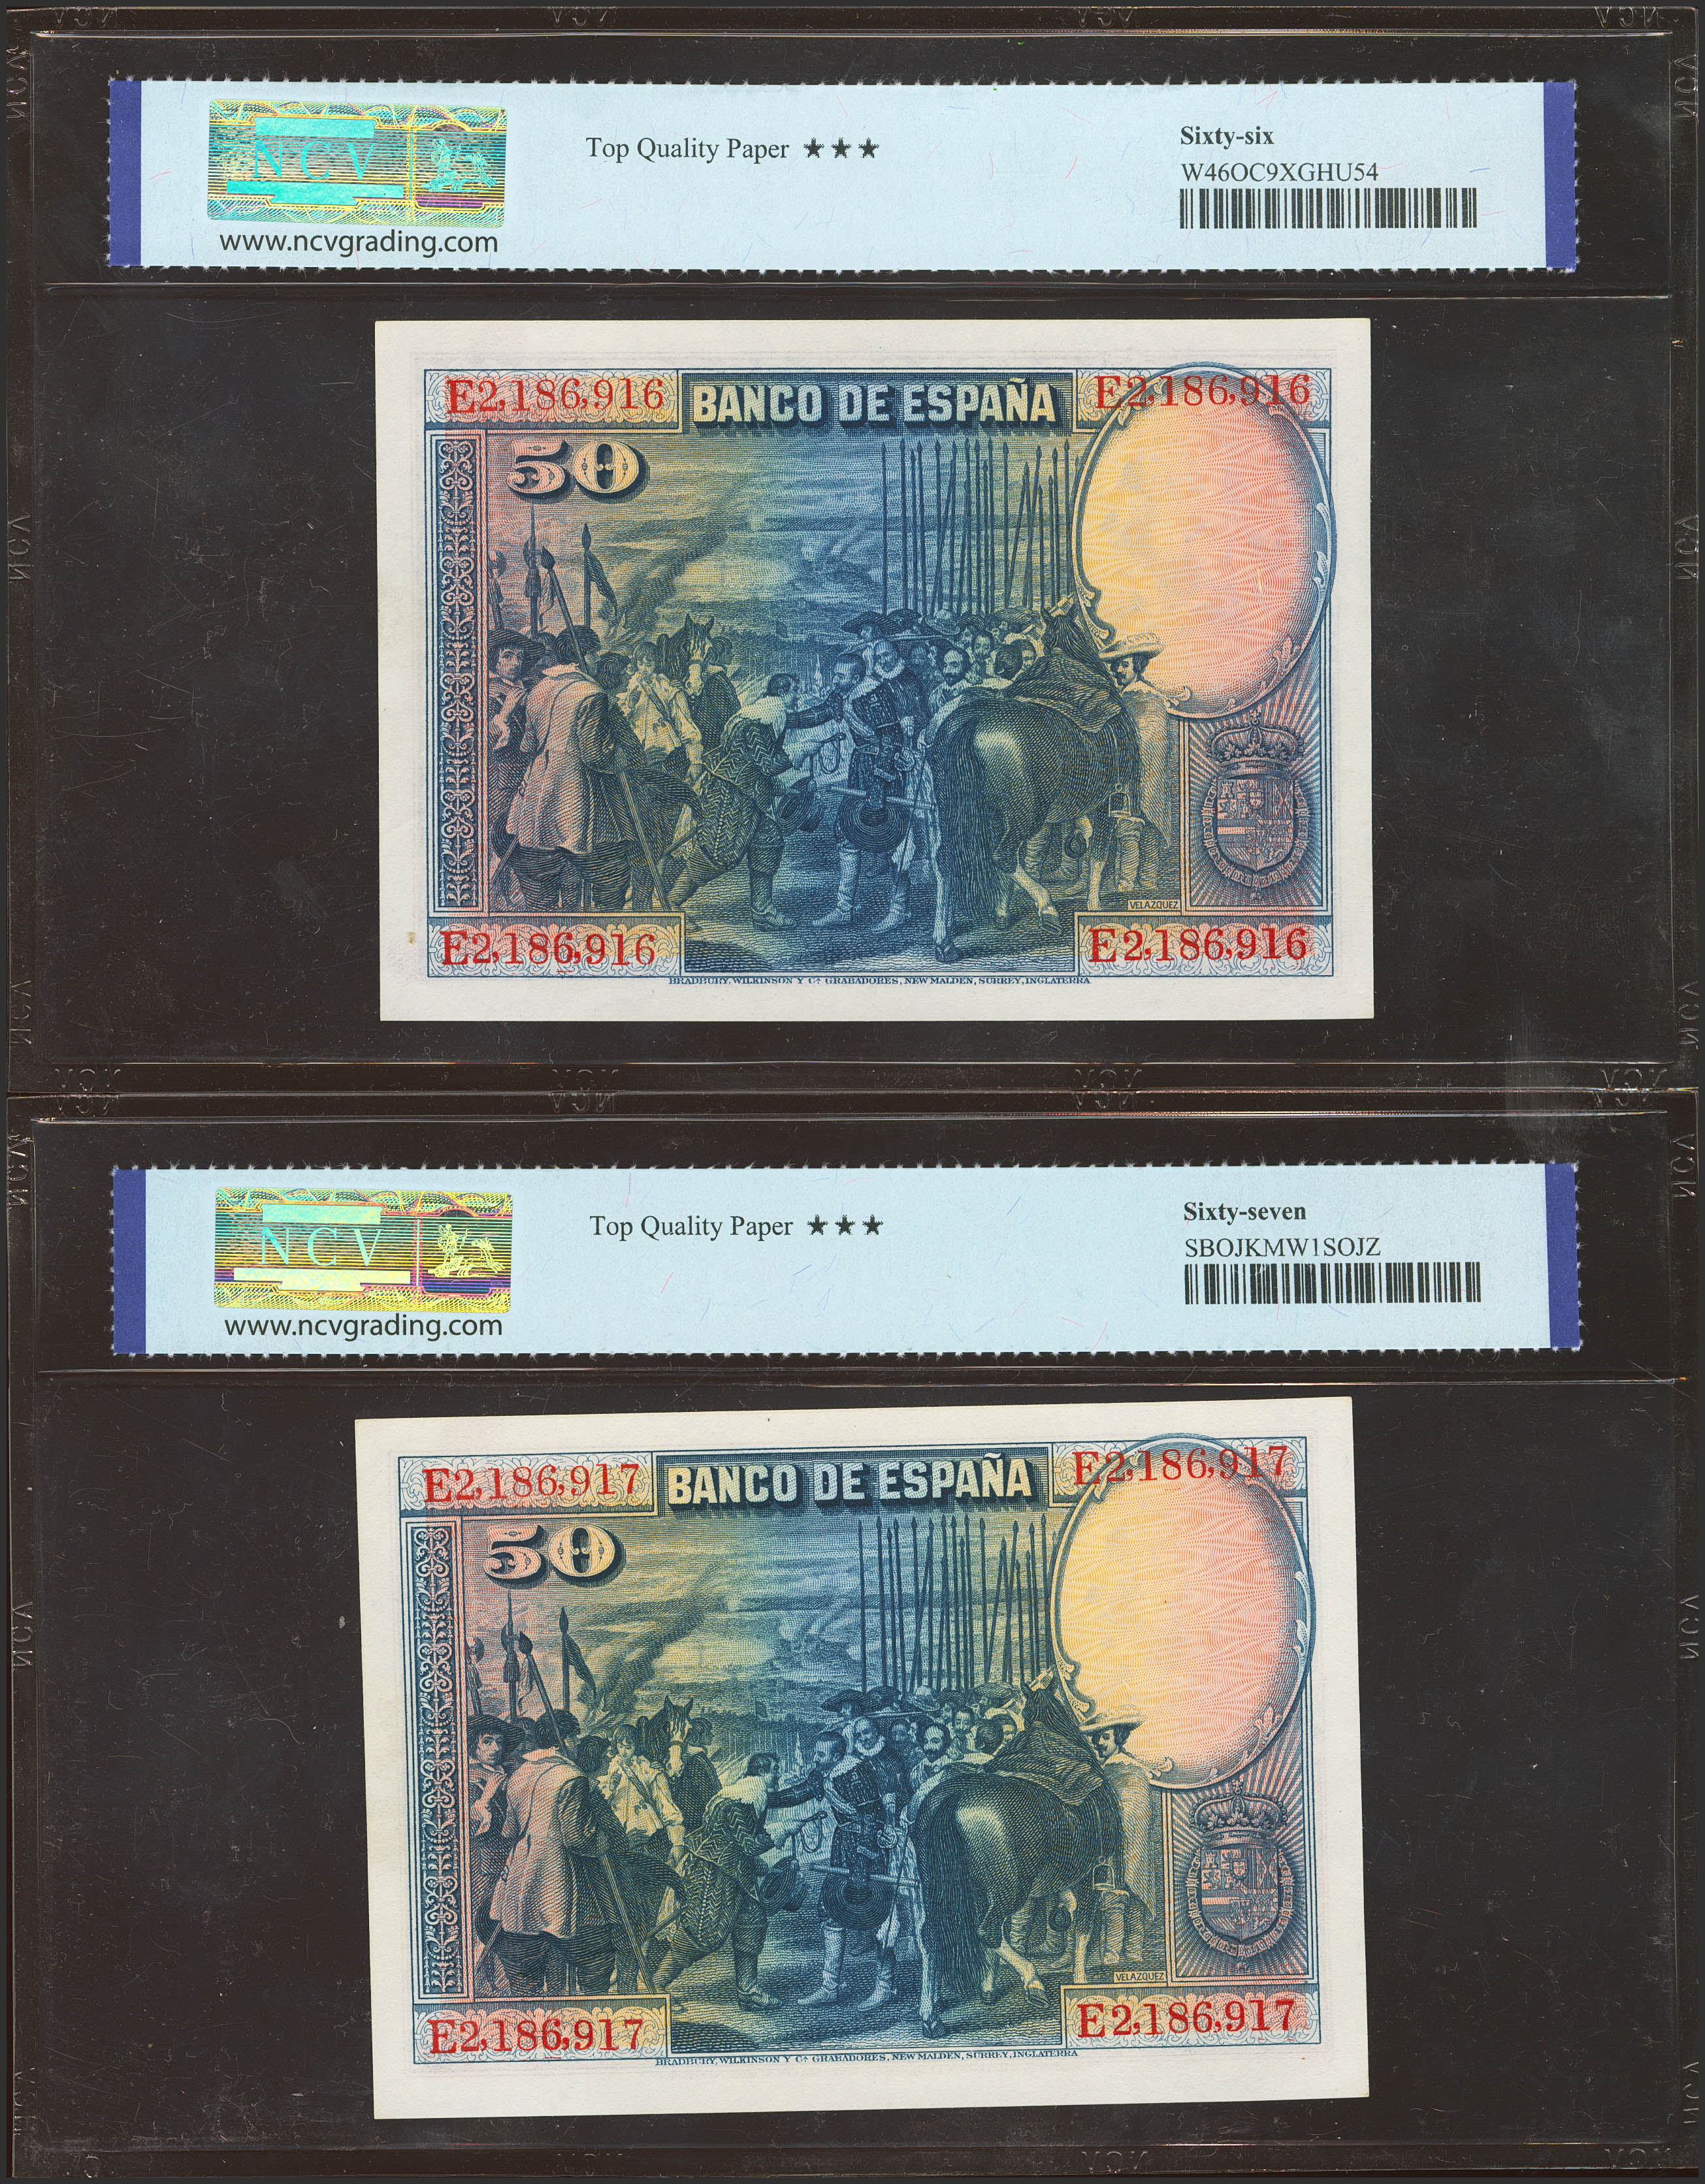 NCV
www.ncvgrading.com
Top Quality Paper ★★★
Sixty-six
W46OC9XGHU54
E2,186,916 BANCO DE ESPAÑA E2,186,916
50
VELAZQUEZ
E2,186,916 E2,186,916
BRADBURY, WILKINSON Y Cª GRABADORES, NEW MALDEN, SURREY, INGLATERRA
NCV
www.ncvgrading.com
Top Quality Paper ★★★
Sixty-seven
SBOJKMW1SOJZ
E2,186,917 BANCO DE ESPAÑA E2,186,917
50
VELAZQUEZ
E2,186,917 E2,186,917
BRADBURY, WILKINSON Y Cª GRABADORES, NEW MALDEN, SURREY, INGLATERRA